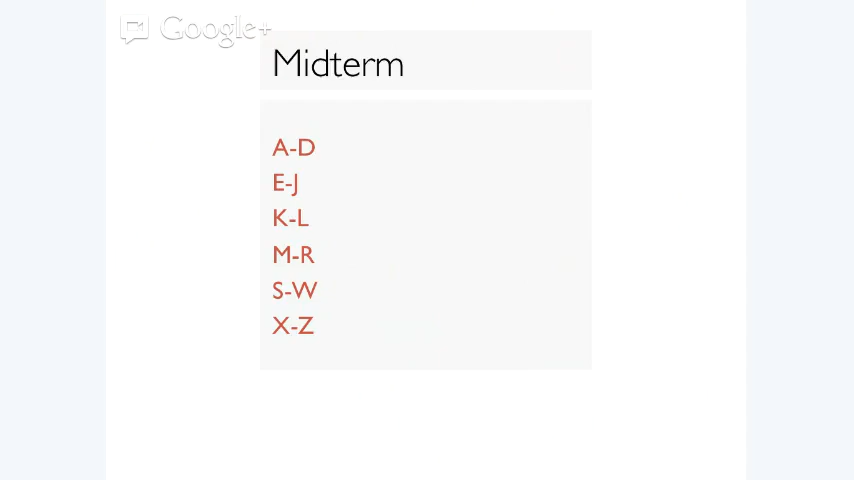 Google+
Midterm
A-D
E-J
K-L
M-R
S-W
X-Z